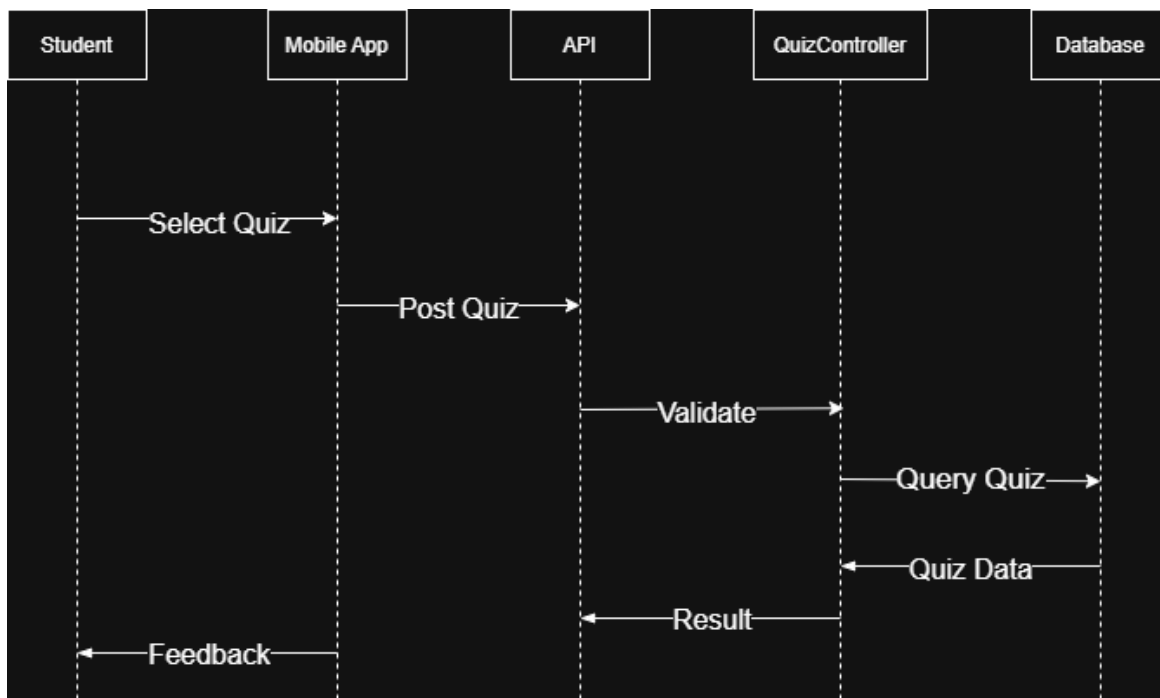 Student
Mobile App
API
QuizController
Database
Select Quiz
Post Quiz
Validate
Query Quiz
Quiz Data
Result
Feedback